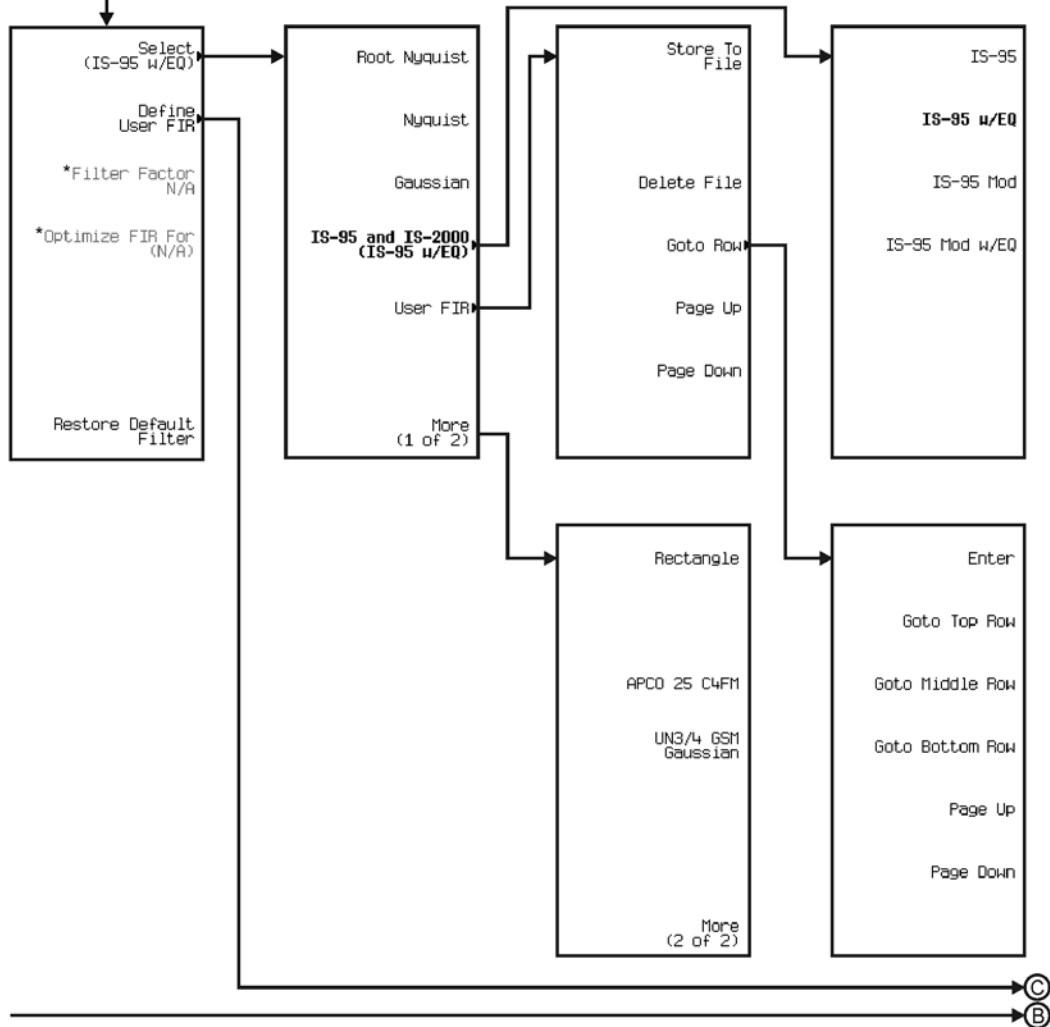 Select
(IS-95 w/EQ)
Define
User FIR
*Filter Factor
N/A
*Optimize FIR For
(N/A)
Restore Default
Filter
Root Nyquist
Nyquist
Gaussian
IS-95 and IS-2000
(IS-95 w/EQ)
User FIR
More
(1 of 2)
Store To
File
Delete File
Goto Row
Page Up
Page Down
IS-95
IS-95 w/EQ
IS-95 Mod
IS-95 Mod w/EQ
Rectangle
APCO 25 C4FM
UN3/4 GSM
Gaussian
More
(2 of 2)
Enter
Goto Top Row
Goto Middle Row
Goto Bottom Row
Page Up
Page Down
C
B